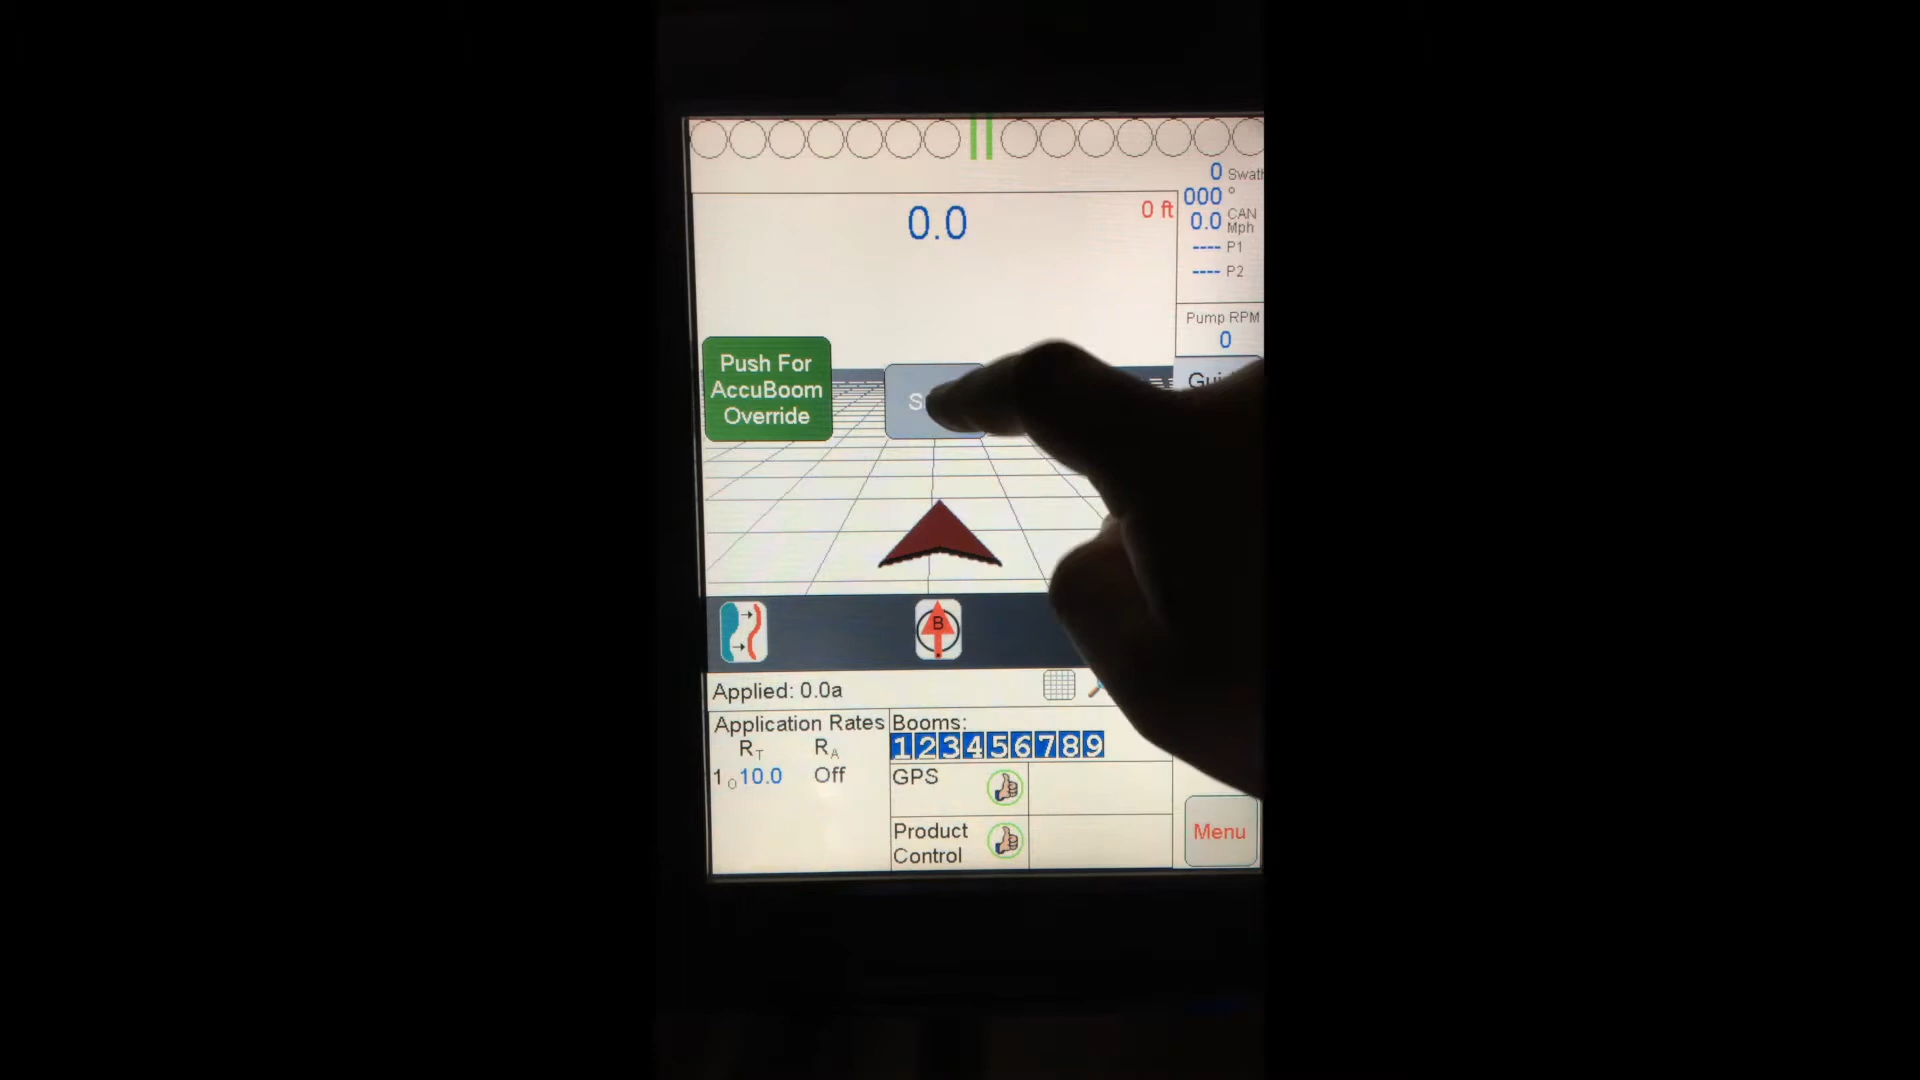 0 Swath
000 °
0.0 0 ft 0.0 CAN
Mph
---- P1
---- P2
Pump RPM
0
Push For
AccuBoom
Override
B
Applied: 0.0a
Application Rates Booms:
RT RA 123456789
1 0 10.0 Off GPS
Product
Control
Menu